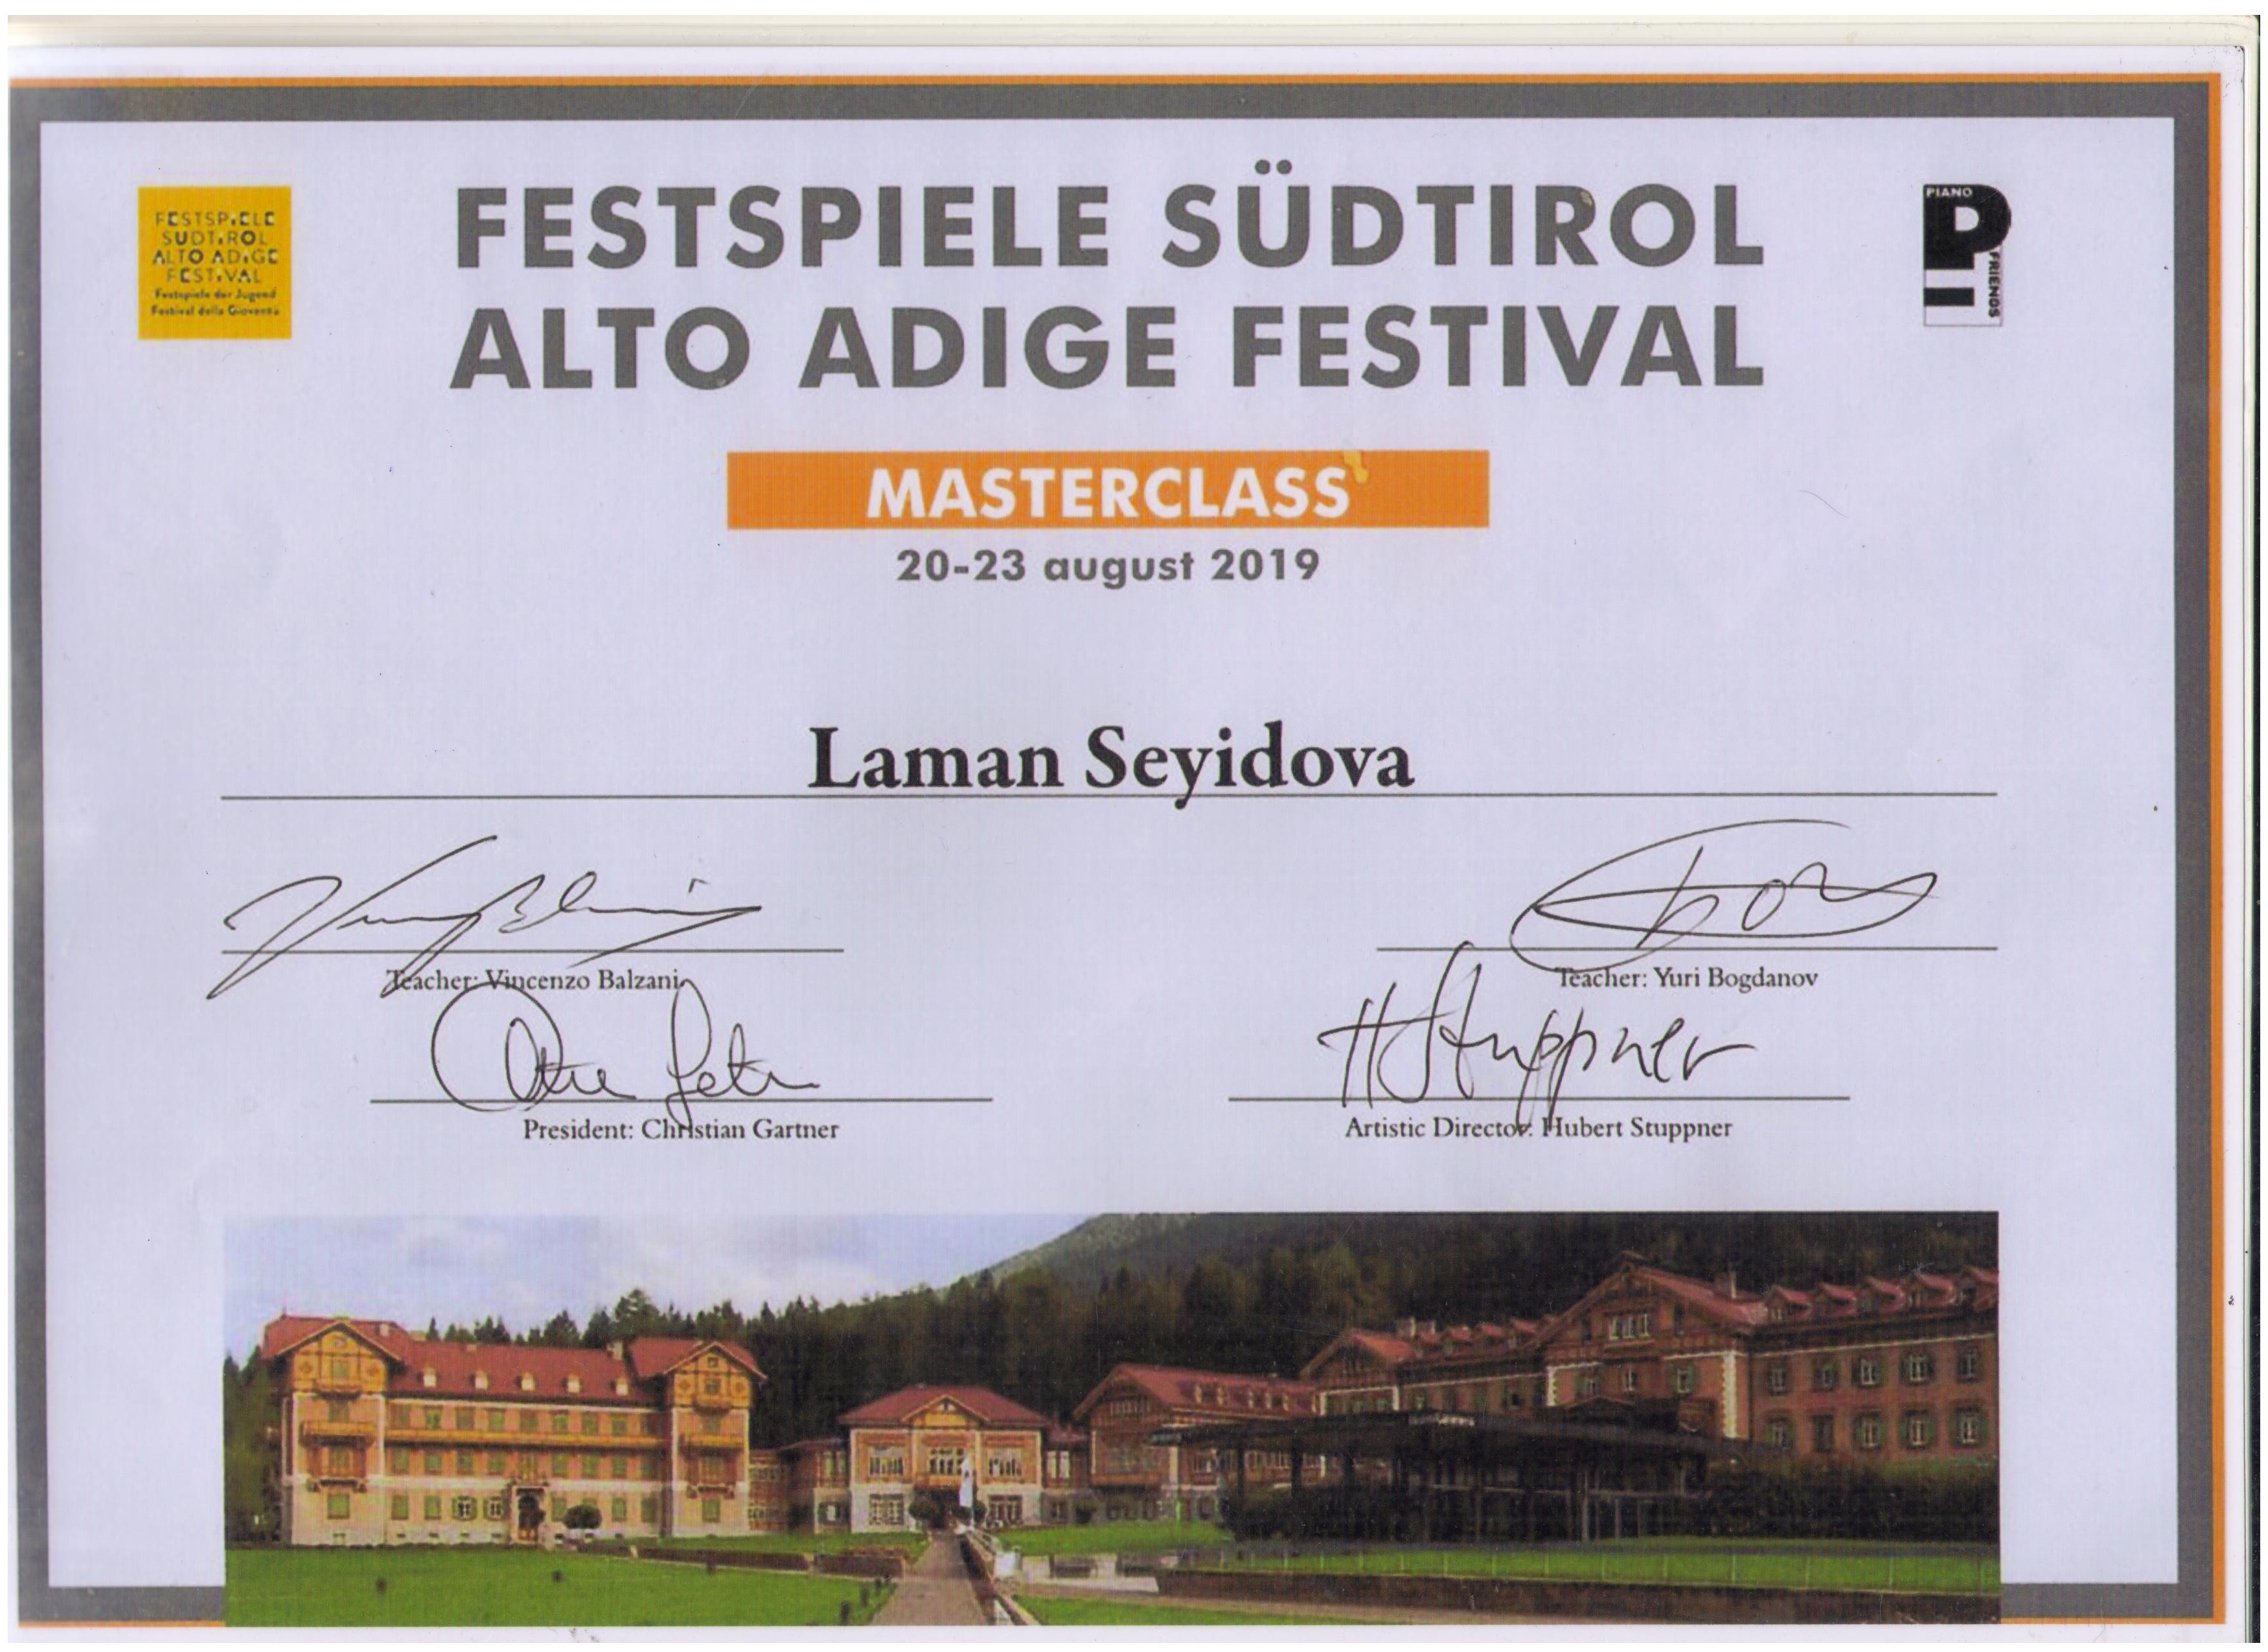 FESTSPIELE
SÜDTIROL
ALTO ADIGE
FESTIVAL
Festspiele der Jugend
Festival della Gioventù
FESTSPIELE SÜDTIROL
ALTO ADIGE FESTIVAL
PIANO
FRIENDS
MASTERCLASS
20-23 august 2019
Laman Seyidova
Teacher: Vincenzo Balzani
Teacher: Yuri Bogdanov
H Stuppner
President: Christian Gartner
Artistic Director: Hubert Stuppner